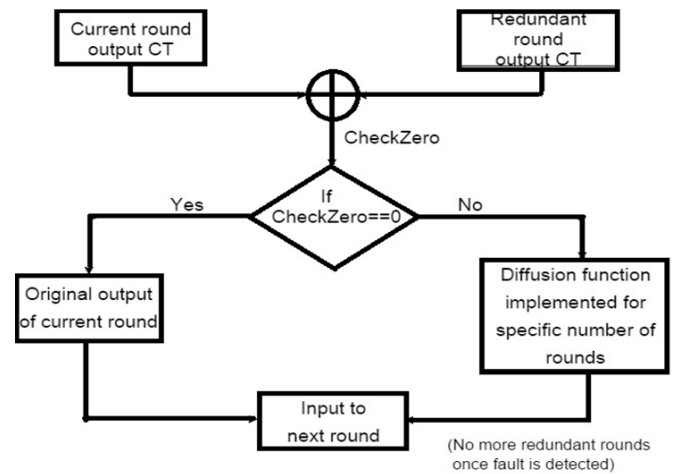 Current round
output CT
Redundant
round
output CT
CheckZero
If
CheckZero==0
Yes
No
Original output
of current round
Diffusion function
implemented for
specific number of
rounds
Input to
next round
(No more redundant rounds
once fault is detected)